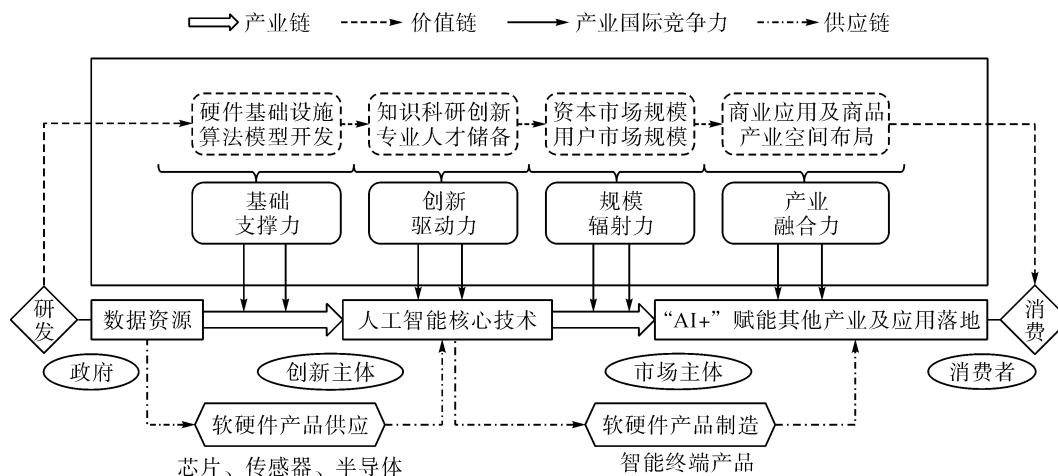 产业链 价值链 产业国际竞争力 供应链
硬件基础设施
算法模型开发
知识科研创新
专业人才储备
资本市场规模
用户市场规模
商业应用及商品
产业空间布局
基础
支撑力
创新
驱动力
规模
辐射力
产业
融合力
研发
数据资源
人工智能核心技术
“AI+”赋能其他产业及应用落地
消费
政府
创新主体
市场主体
消费者
软硬件产品供应
芯片、传感器、半导体
软硬件产品制造
智能终端产品